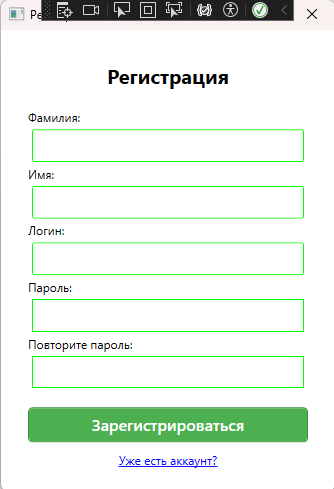 Регистрация
Фамилия:
Имя:
Логин:
Пароль:
Повторите пароль:
Зарегистрироваться
Уже есть аккаунт?